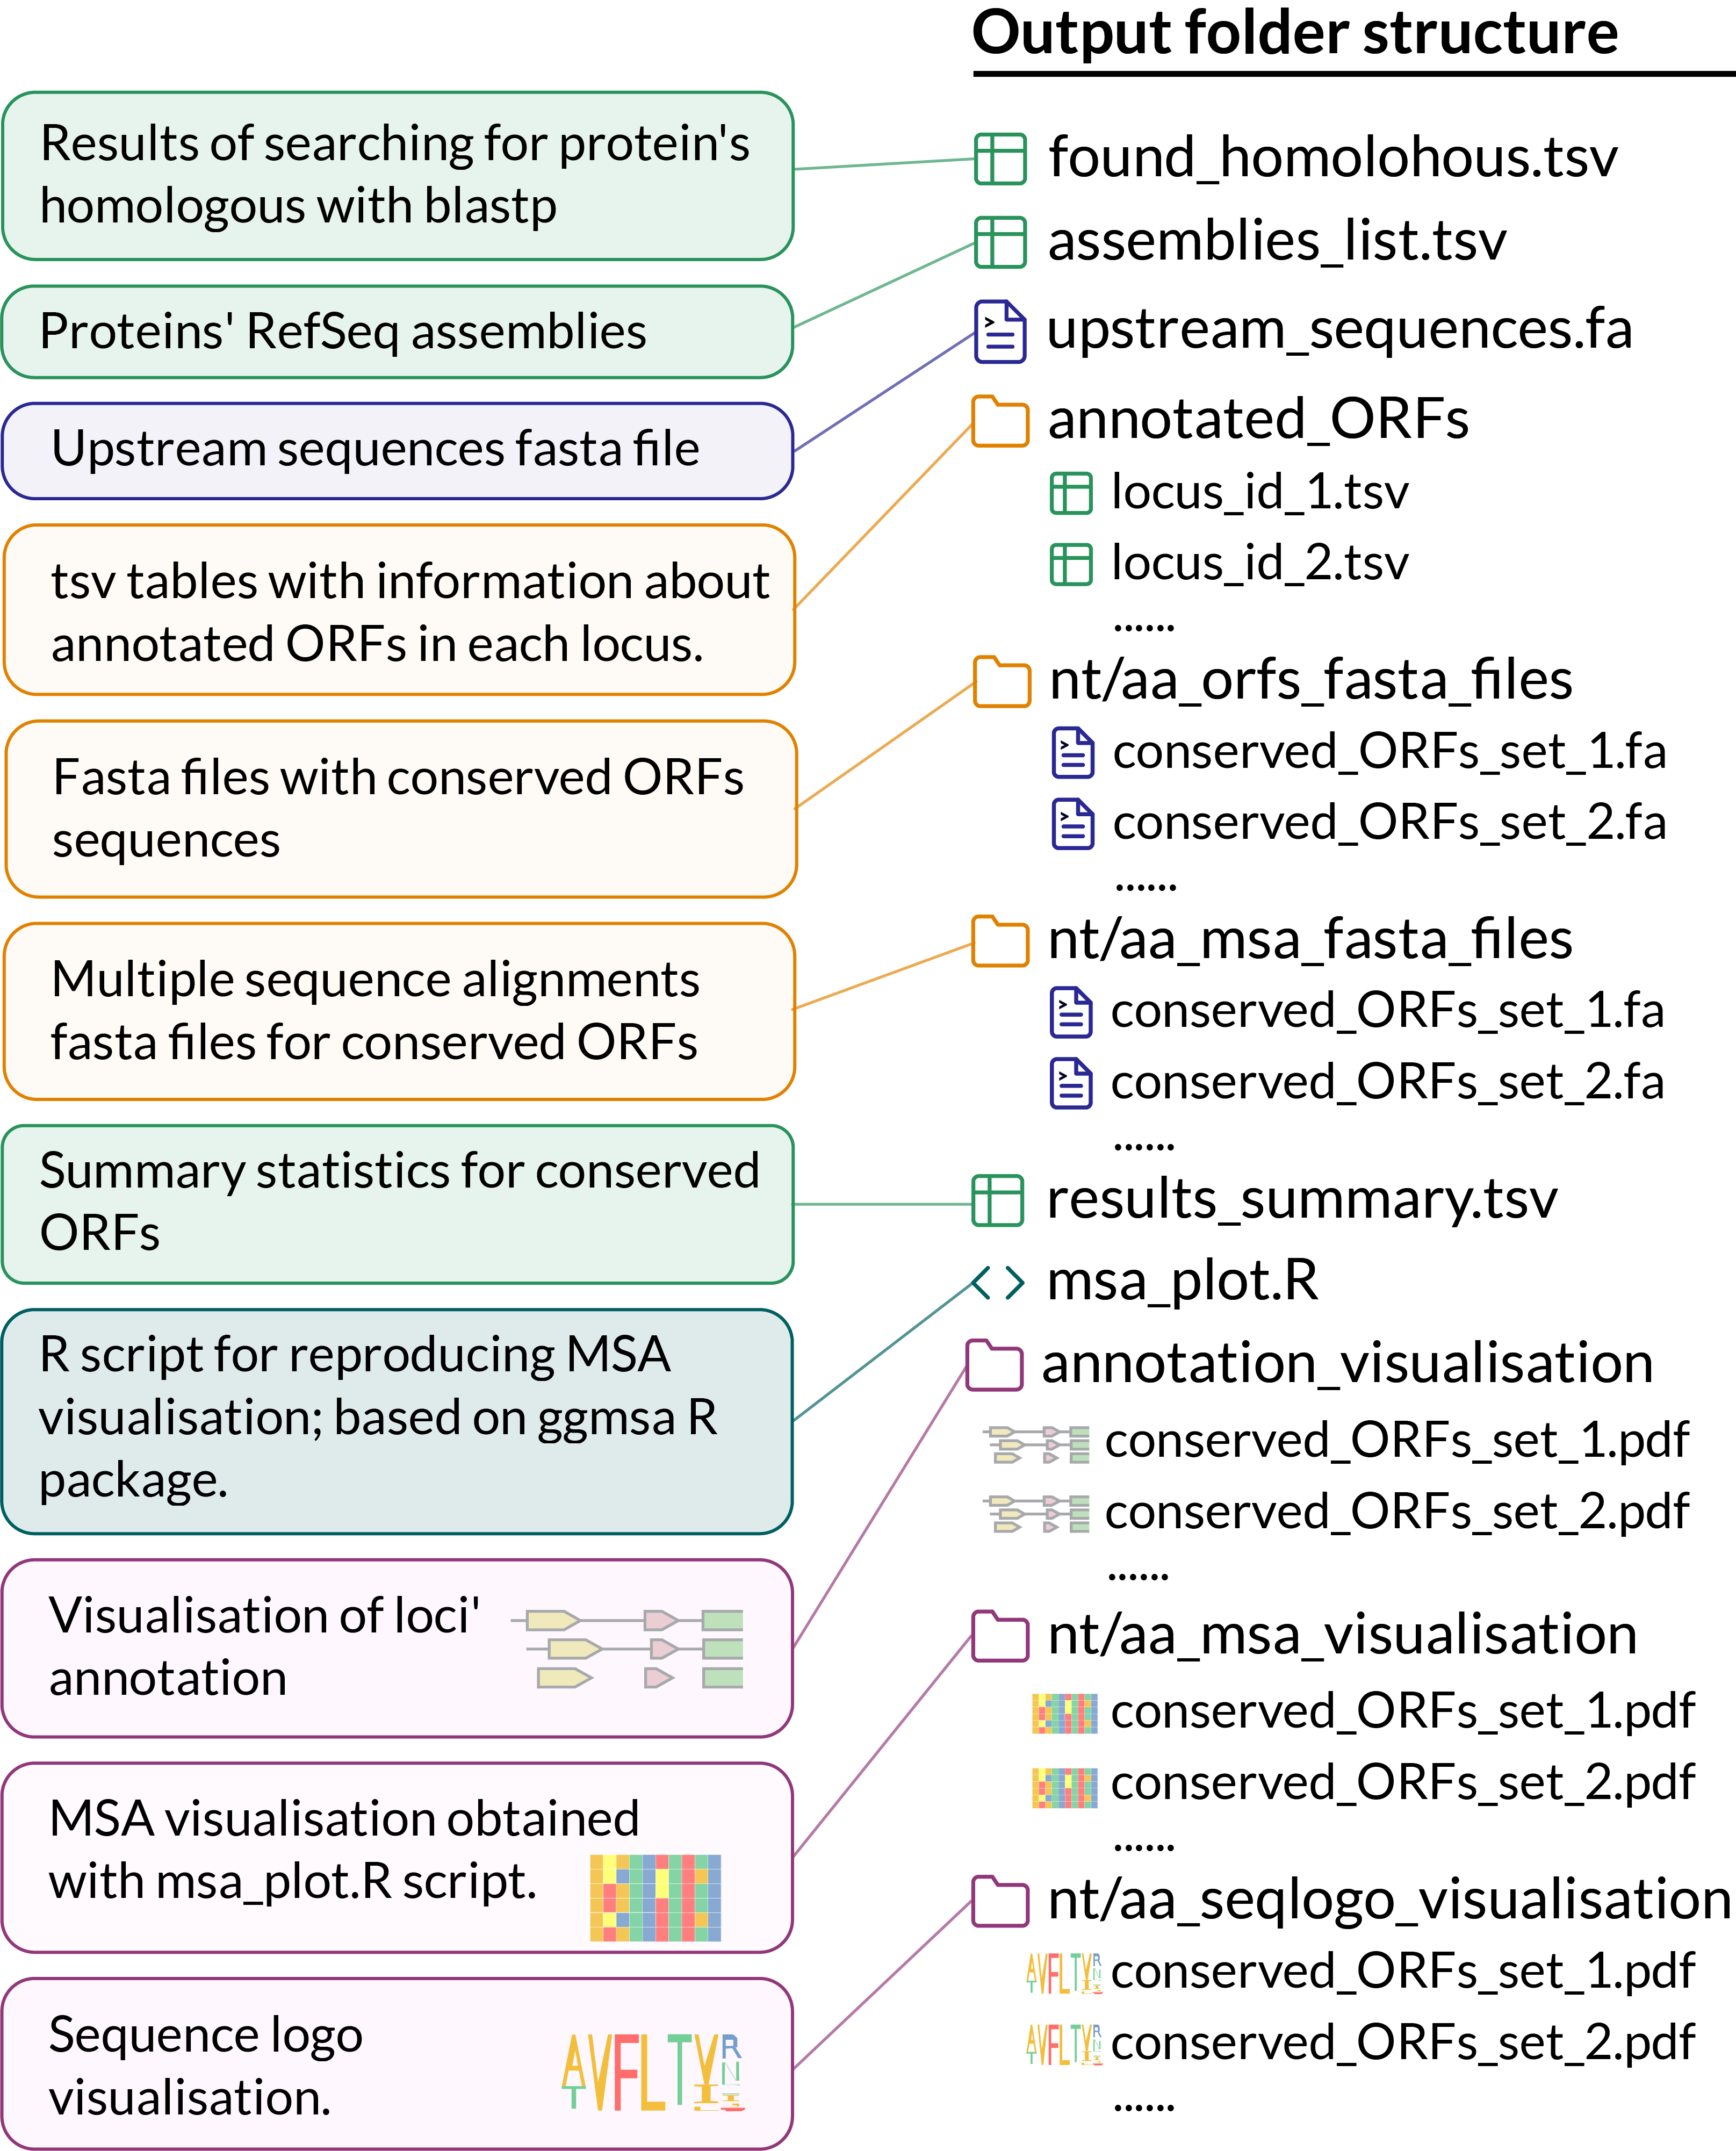 Output folder structure
Results of searching for protein's
homologous with blastp
found_homolohous.tsv
Proteins' RefSeq assemblies
assemblies_list.tsv
Upstream sequences fasta file
upstream_sequences.fa
tsv tables with information about
annotated ORFs in each locus.
annotated_ORFs
locus_id_1.tsv
locus_id_2.tsv
......
Fasta files with conserved ORFs
sequences
nt/aa_orfs_fasta_files
conserved_ORFs_set_1.fa
conserved_ORFs_set_2.fa
......
Multiple sequence alignments
fasta files for conserved ORFs
nt/aa_msa_fasta_files
conserved_ORFs_set_1.fa
conserved_ORFs_set_2.fa
......
Summary statistics for conserved
ORFs
results_summary.tsv
R script for reproducing MSA
visualisation; based on ggmsa R
package.
msa_plot.R
Visualisation of loci'
annotation
annotation_visualisation
conserved_ORFs_set_1.pdf
conserved_ORFs_set_2.pdf
......
MSA visualisation obtained
with msa_plot.R script.
nt/aa_msa_visualisation
conserved_ORFs_set_1.pdf
conserved_ORFs_set_2.pdf
......
Sequence logo
visualisation.
AVFLTV
nt/aa_seqlogo_visualisation
AVFLTV conserved_ORFs_set_1.pdf
AVFLTV conserved_ORFs_set_2.pdf
......